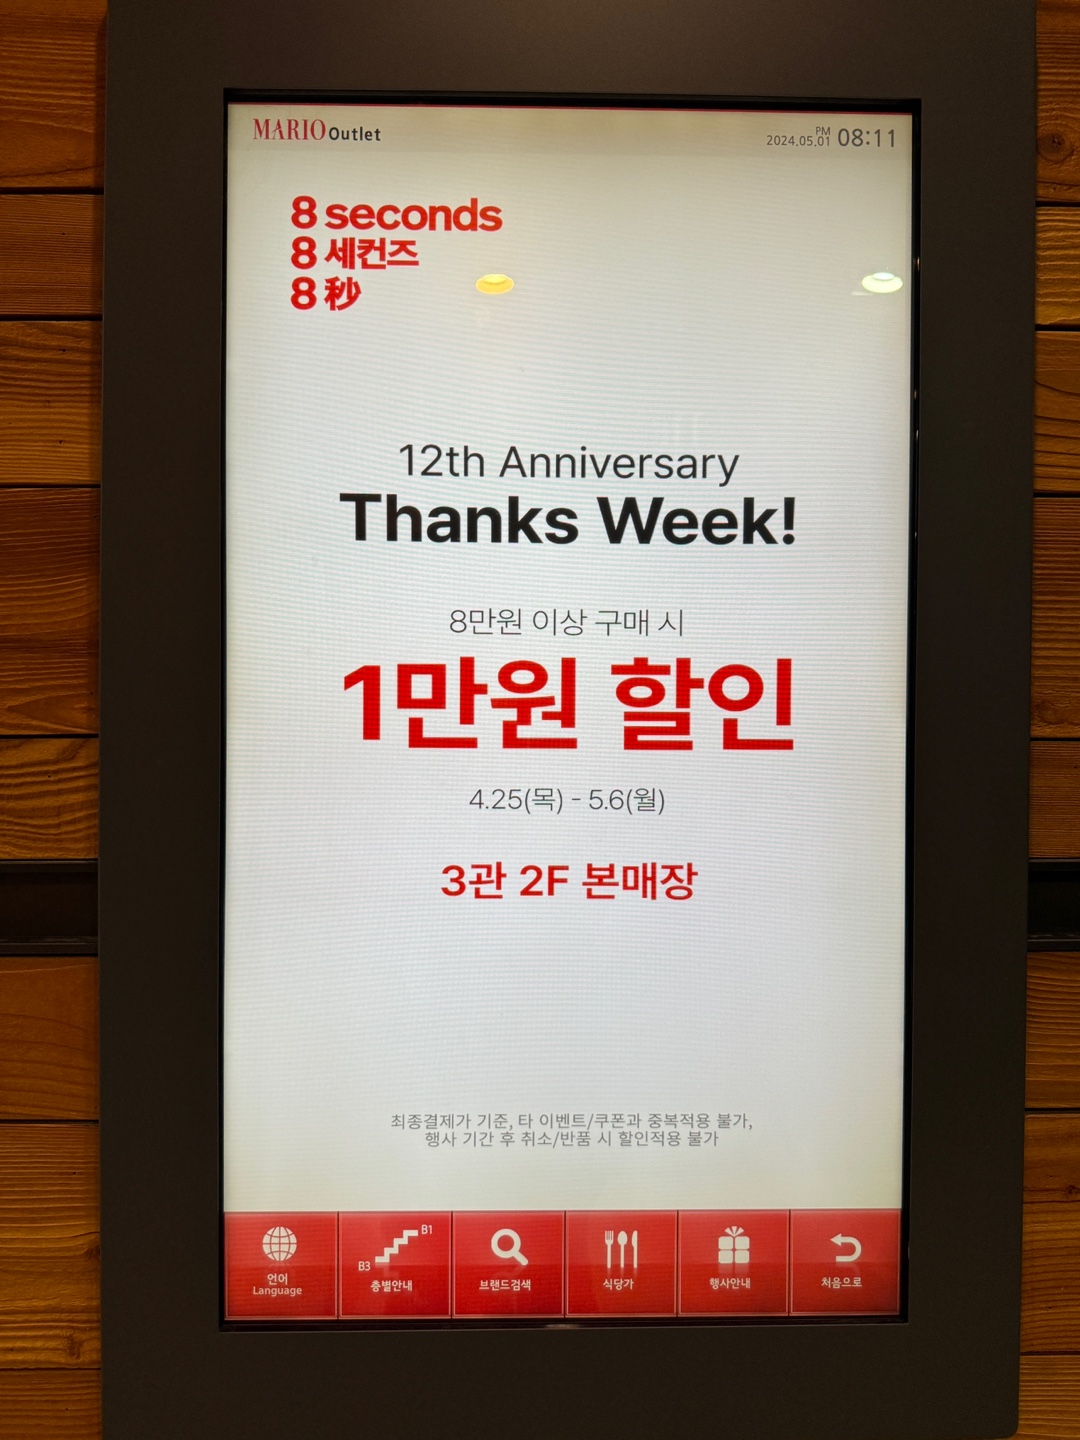 MARIO Outlet
PM
2024.05.01 08:11
8 seconds
8 세컨즈
8 秒
12th Anniversary
Thanks Week!
8만원 이상 구매 시
1만원 할인
4.25(목) - 5.6(월)
3관 2F 본매장
최종결제가 기준, 타 이벤트/쿠폰과 중복적용 불가,
행사 기간 후 취소/반품 시 할인적용 불가
언어
Language
B1
B3
층별안내
브랜드검색
식당가
행사안내
처음으로